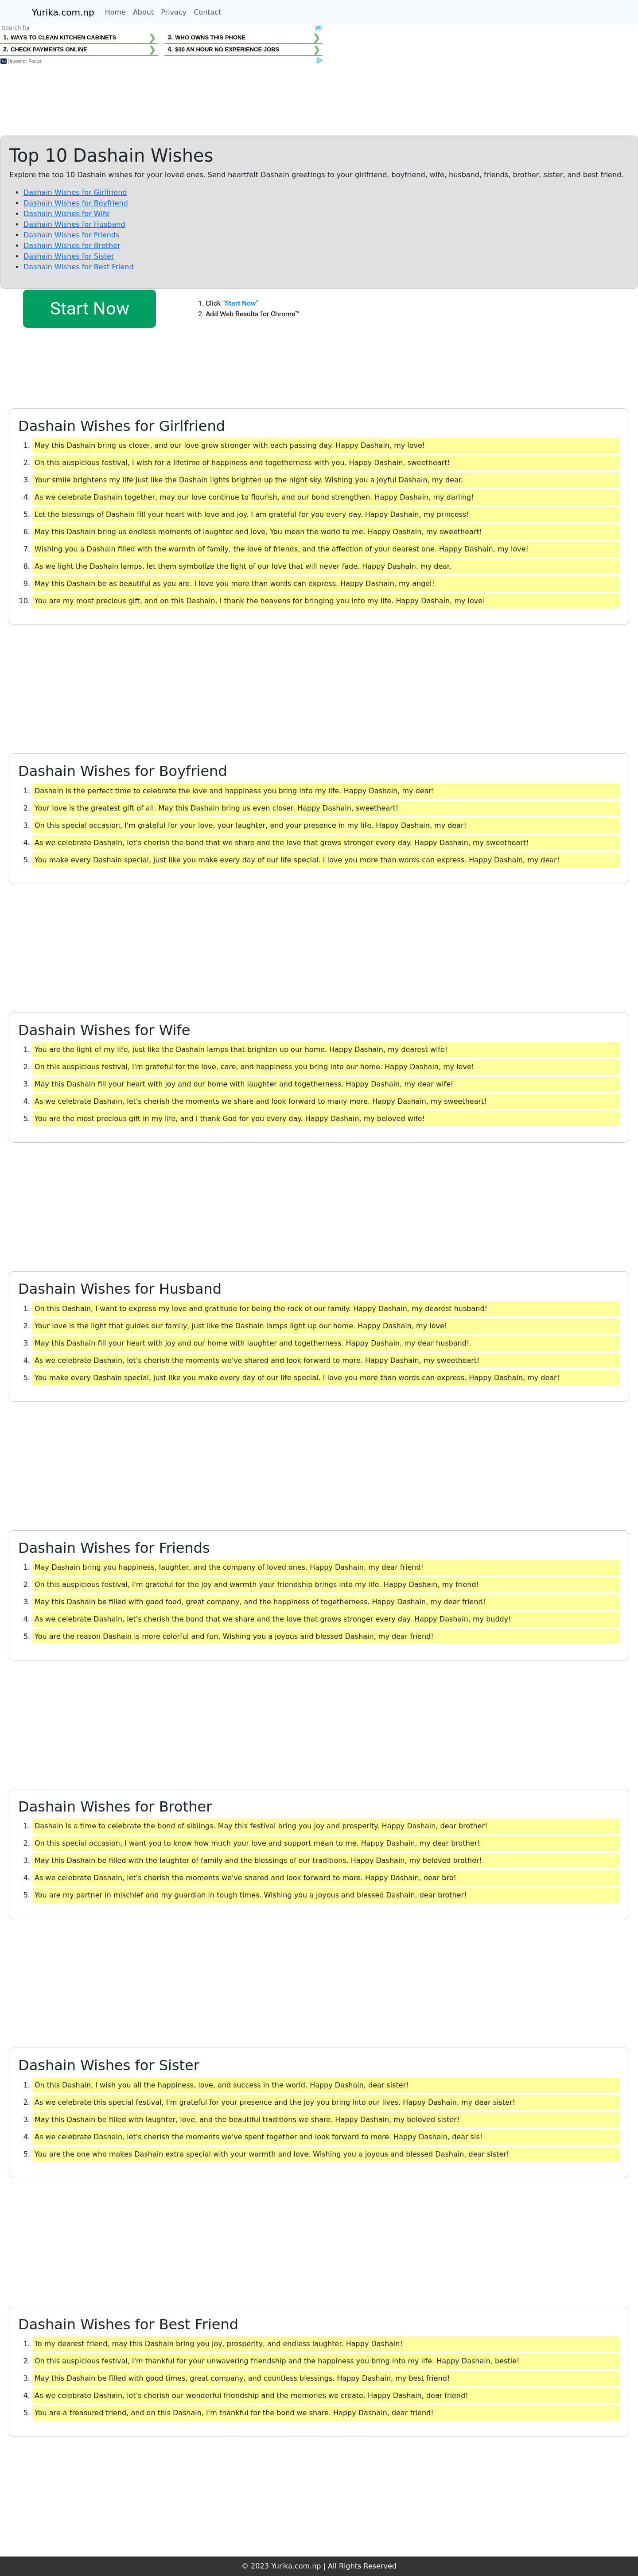 Yurika.com.np Home About Privacy Contact
Search for
1. WAYS TO CLEAN KITCHEN CABINETS
2. CHECK PAYMENTS ONLINE
3. WHO OWNS THIS PHONE
4. $30 AN HOUR NO EXPERIENCE JOBS
| Investor Focus
Top 10 Dashain Wishes
Explore the top 10 Dashain wishes for your loved ones. Send heartfelt Dashain greetings to your girlfriend, boyfriend, wife, husband, friends, brother, sister, and best friend.
• Dashain Wishes for Girlfriend
• Dashain Wishes for Boyfriend
• Dashain Wishes for Wife
• Dashain Wishes for Husband
• Dashain Wishes for Friends
• Dashain Wishes for Brother
• Dashain Wishes for Sister
• Dashain Wishes for Best Friend
Start Now
1. Click "Start Now"
2. Add Web Results for Chrome™
Dashain Wishes for Girlfriend
1. May this Dashain bring us closer, and our love grow stronger with each passing day. Happy Dashain, my love!
2. On this auspicious festival, I wish for a lifetime of happiness and togetherness with you. Happy Dashain, sweetheart!
3. Your smile brightens my life just like the Dashain lights brighten up the night sky. Wishing you a joyful Dashain, my dear.
4. As we celebrate Dashain together, may our love continue to flourish, and our bond strengthen. Happy Dashain, my darling!
5. Let the blessings of Dashain fill your heart with love and joy. I am grateful for you every day. Happy Dashain, my princess!
6. May this Dashain bring us endless moments of laughter and love. You mean the world to me. Happy Dashain, my sweetheart!
7. Wishing you a Dashain filled with the warmth of family, the love of friends, and the affection of your dearest one. Happy Dashain, my love!
8. As we light the Dashain lamps, let them symbolize the light of our love that will never fade. Happy Dashain, my dear.
9. May this Dashain be as beautiful as you are. I love you more than words can express. Happy Dashain, my angel!
10. You are my most precious gift, and on this Dashain, I thank the heavens for bringing you into my life. Happy Dashain, my love!
Dashain Wishes for Boyfriend
1. Dashain is the perfect time to celebrate the love and happiness you bring into my life. Happy Dashain, my dear!
2. Your love is the greatest gift of all. May this Dashain bring us even closer. Happy Dashain, sweetheart!
3. On this special occasion, I'm grateful for your love, your laughter, and your presence in my life. Happy Dashain, my dear!
4. As we celebrate Dashain, let's cherish the bond that we share and the love that grows stronger every day. Happy Dashain, my sweetheart!
5. You make every Dashain special, just like you make every day of our life special. I love you more than words can express. Happy Dashain, my dear!
Dashain Wishes for Wife
1. You are the light of my life, just like the Dashain lamps that brighten up our home. Happy Dashain, my dearest wife!
2. On this auspicious festival, I'm grateful for the love, care, and happiness you bring into our home. Happy Dashain, my love!
3. May this Dashain fill your heart with joy and our home with laughter and togetherness. Happy Dashain, my dear wife!
4. As we celebrate Dashain, let's cherish the moments we share and look forward to many more. Happy Dashain, my sweetheart!
5. You are the most precious gift in my life, and I thank God for you every day. Happy Dashain, my beloved wife!
Dashain Wishes for Husband
1. On this Dashain, I want to express my love and gratitude for being the rock of our family. Happy Dashain, my dearest husband!
2. Your love is the light that guides our family, just like the Dashain lamps light up our home. Happy Dashain, my love!
3. May this Dashain fill your heart with joy and our home with laughter and togetherness. Happy Dashain, my dear husband!
4. As we celebrate Dashain, let's cherish the moments we've shared and look forward to more. Happy Dashain, my sweetheart!
5. You make every Dashain special, just like you make every day of our life special. I love you more than words can express. Happy Dashain, my dear!
Dashain Wishes for Friends
1. May Dashain bring you happiness, laughter, and the company of loved ones. Happy Dashain, my dear friend!
2. On this auspicious festival, I'm grateful for the joy and warmth your friendship brings into my life. Happy Dashain, my friend!
3. May this Dashain be filled with good food, great company, and the happiness of togetherness. Happy Dashain, my dear friend!
4. As we celebrate Dashain, let's cherish the bond that we share and the love that grows stronger every day. Happy Dashain, my buddy!
5. You are the reason Dashain is more colorful and fun. Wishing you a joyous and blessed Dashain, my dear friend!
Dashain Wishes for Brother
1. Dashain is a time to celebrate the bond of siblings. May this festival bring you joy and prosperity. Happy Dashain, dear brother!
2. On this special occasion, I want you to know how much your love and support mean to me. Happy Dashain, my dear brother!
3. May this Dashain be filled with the laughter of family and the blessings of our traditions. Happy Dashain, my beloved brother!
4. As we celebrate Dashain, let's cherish the moments we've shared and look forward to more. Happy Dashain, dear bro!
5. You are my partner in mischief and my guardian in tough times. Wishing you a joyous and blessed Dashain, dear brother!
Dashain Wishes for Sister
1. On this Dashain, I wish you all the happiness, love, and success in the world. Happy Dashain, dear sister!
2. As we celebrate this special festival, I'm grateful for your presence and the joy you bring into our lives. Happy Dashain, my dear sister!
3. May this Dashain be filled with laughter, love, and the beautiful traditions we share. Happy Dashain, my beloved sister!
4. As we celebrate Dashain, let's cherish the moments we've spent together and look forward to more. Happy Dashain, dear sis!
5. You are the one who makes Dashain extra special with your warmth and love. Wishing you a joyous and blessed Dashain, dear sister!
Dashain Wishes for Best Friend
1. To my dearest friend, may this Dashain bring you joy, prosperity, and endless laughter. Happy Dashain!
2. On this auspicious festival, I'm thankful for your unwavering friendship and the happiness you bring into my life. Happy Dashain, bestie!
3. May this Dashain be filled with good times, great company, and countless blessings. Happy Dashain, my best friend!
4. As we celebrate Dashain, let's cherish our wonderful friendship and the memories we create. Happy Dashain, dear friend!
5. You are a treasured friend, and on this Dashain, I'm thankful for the bond we share. Happy Dashain, dear friend!
© 2023 Yurika.com.np | All Rights Reserved